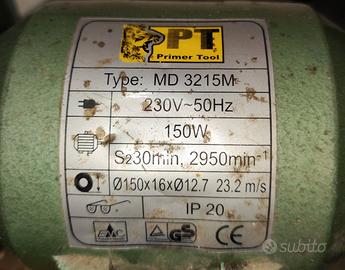 PT
Primer Tool
Type: MD 3215M
230V~50Hz
150W
S₂30min, 2950min⁻¹
Ø150x16xØ12.7 23.2 m/s
IP 20
EMC GS CE
subito